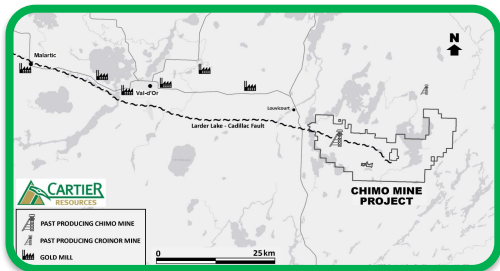 N
Malartic
Val-d'Or
Louvicourt
Larder Lake - Cadillac Fault
CHIMO MINE
PROJECT
CARTIER
RESOURCES
PAST PRODUCING CHIMO MINE
PAST PRODUCING CROINOR MINE
GOLD MILL
0 25 km